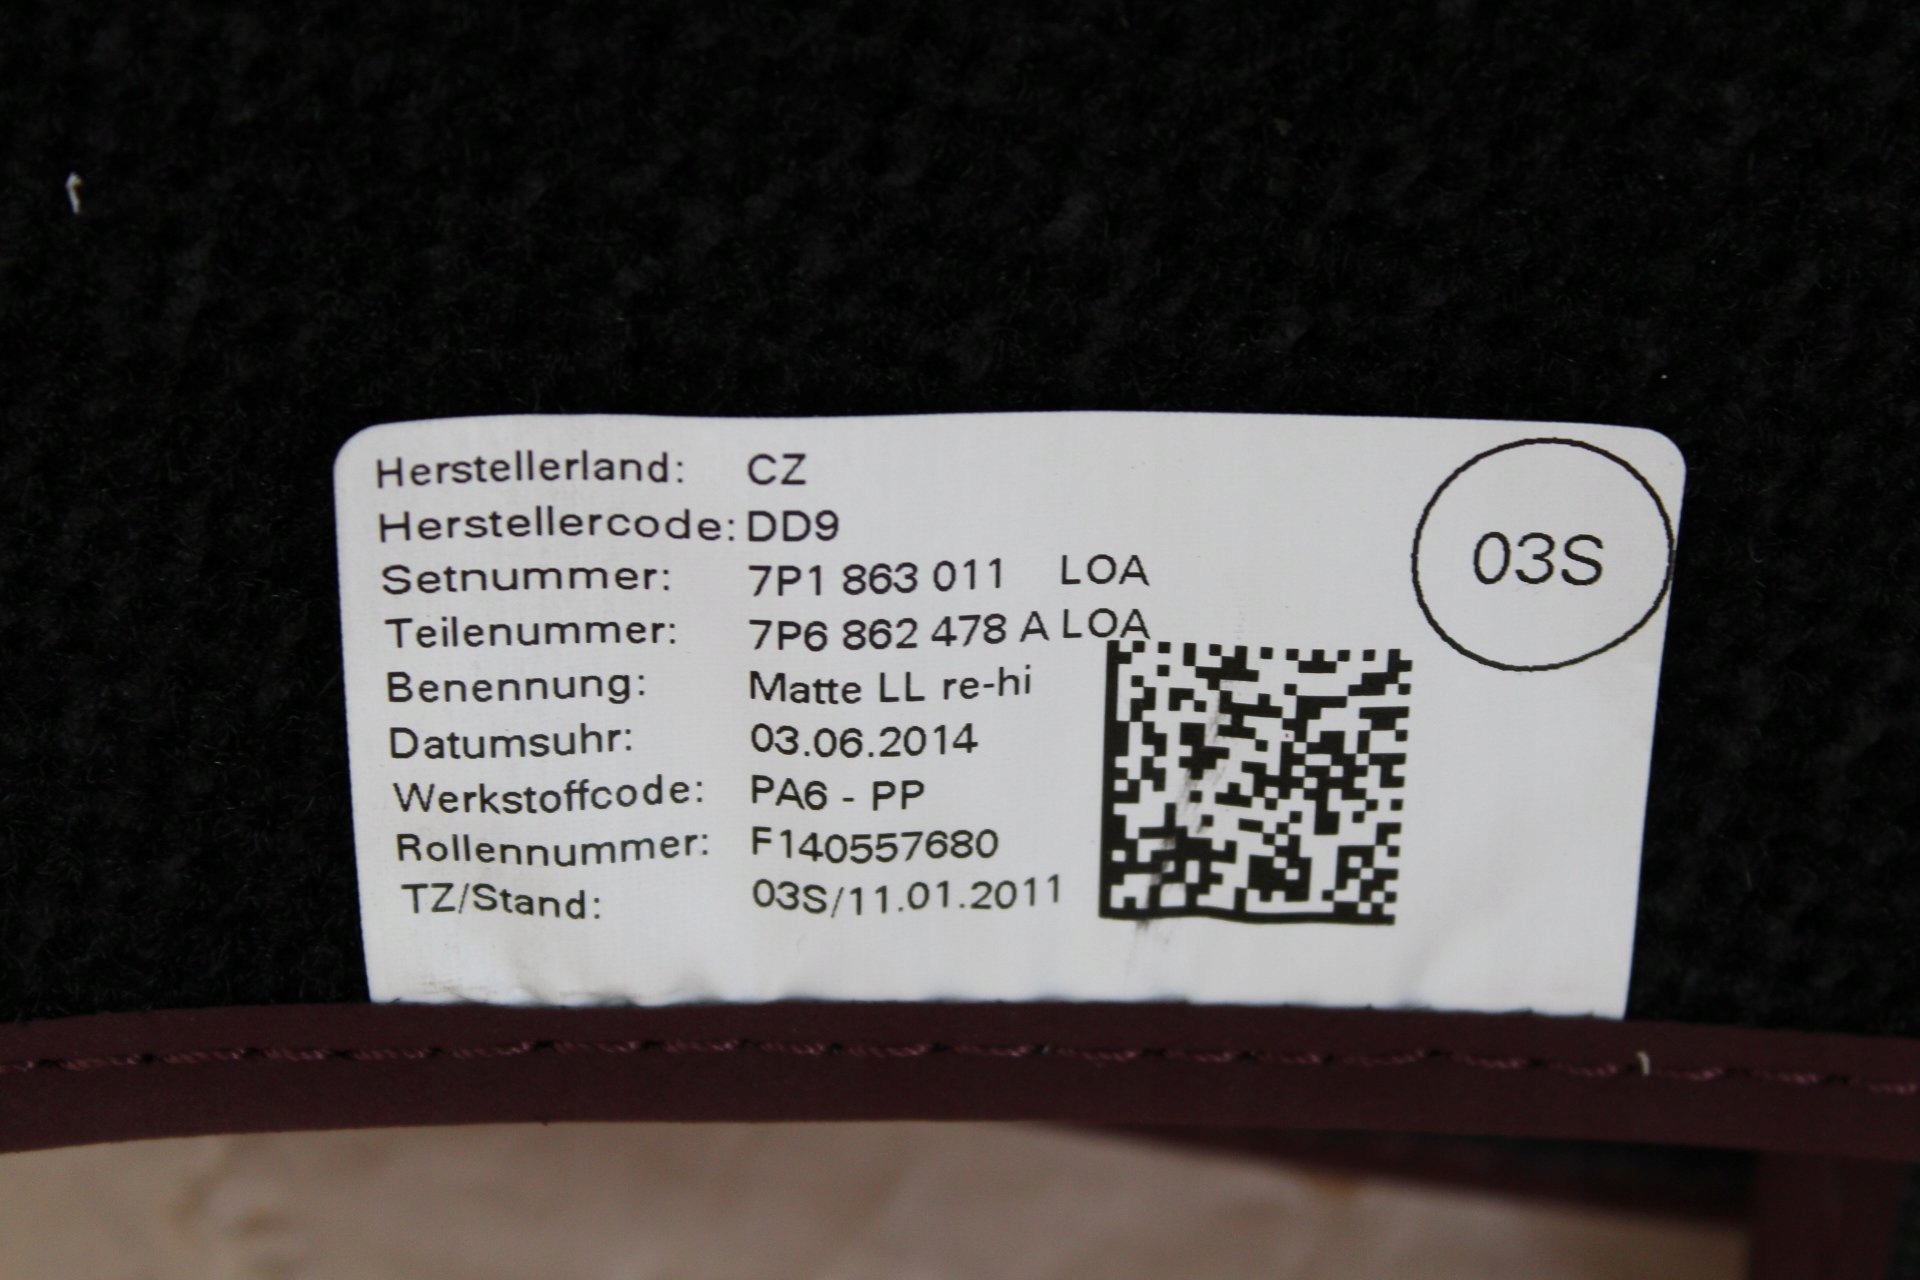 Herstellerland: CZ
Herstellercode: DD9
Setnummer: 7P1 863 011 LOA
Teilenummer: 7P6 862 478 A LOA
Benennung: Matte LL re-hi
Datumsuhr: 03.06.2014
Werkstoffcode: PA6 - PP
Rollennummer: F140557680
TZ/Stand: 03S/11.01.2011
03S